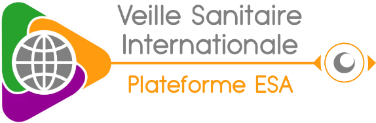 Veille Sanitaire
Internationale
Plateforme ESA